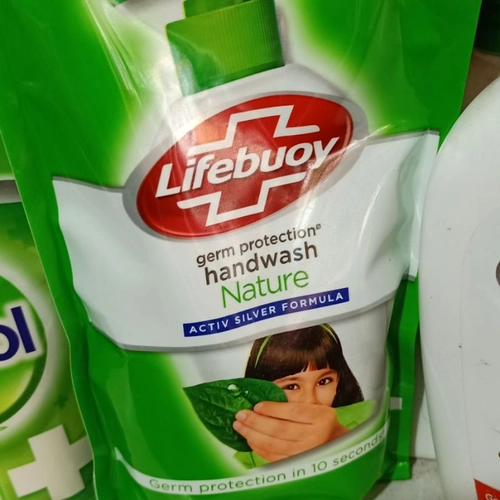 Lifebuoy
germ protection®
handwash
Nature
ACTIV SILVER FORMULA
Germ protection in 10 seconds